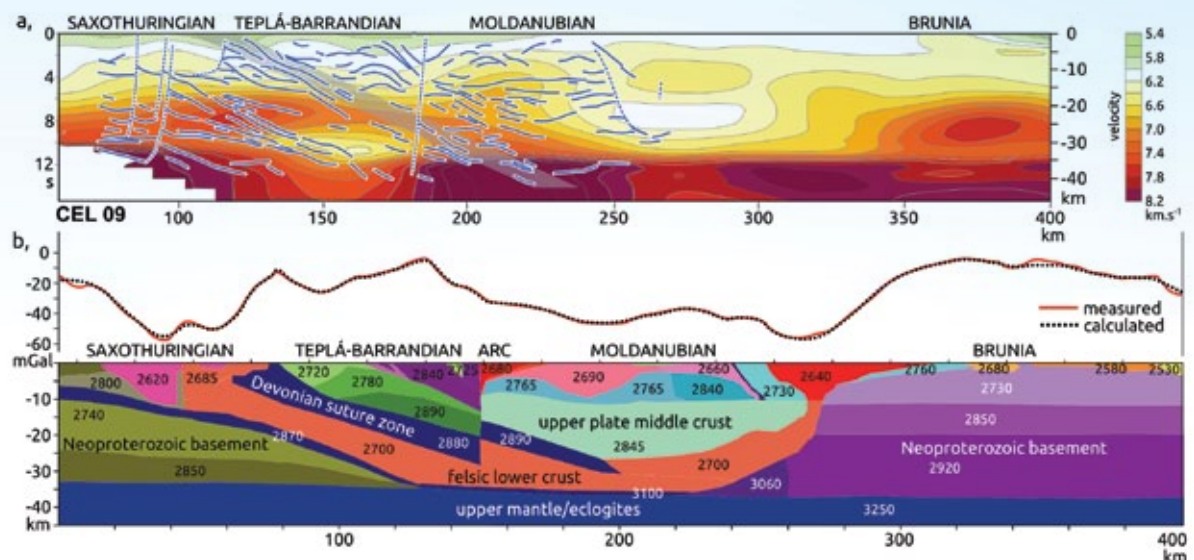 a,
SAXOTHURINGIAN TEPLÁ-BARRANDIAN MOLDANUBIAN BRUNIA
0 0 5.4
-10 5.8
4 6.2
-20 6.6
8 7.0
-30 7.4
12 7.8
s -40 8.2
velocity
km.s⁻¹
CEL 09 100 150 200 250 300 350 400
km
km
b,
0
-20
-40
-60
mGal
measured
calculated
SAXOTHURINGIAN TEPLÁ-BARRANDIAN ARC MOLDANUBIAN BRUNIA
2800 2620 2685 2720 2780 2840 2725 2680 2765 2690 2765 2660 2840 2730 2640 2760 2680 2580 2530
-10 2740 Devonian suture zone 2890 2730
upper plate middle crust 2850
-20 Neoproterozoic basement 2870 2700 2880 2890 2845 Neoproterozoic basement
-30 2850 felsic lower crust 2700 3060 2920
3100
-40 upper mantle/eclogites 3250
km
100 200 300 400
km